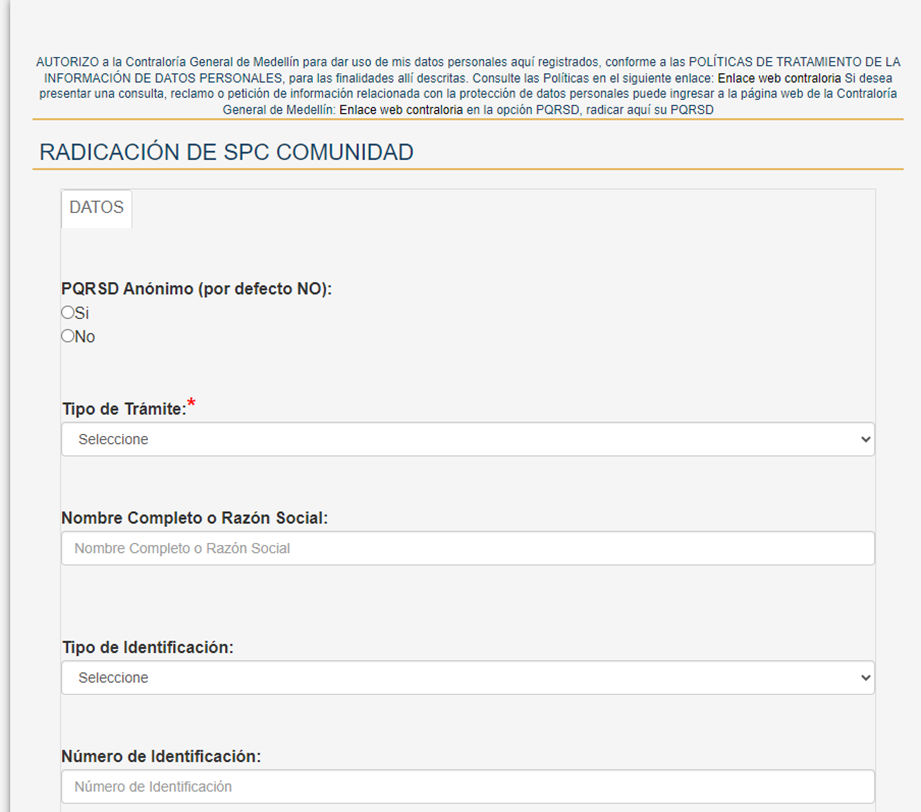 AUTORIZO a la Contraloría General de Medellín para dar uso de mis datos personales aquí registrados, conforme a las POLÍTICAS DE TRATAMIENTO DE LA
INFORMACIÓN DE DATOS PERSONALES, para las finalidades allí descritas. Consulte las Políticas en el siguiente enlace: Enlace web contraloria Si desea
presentar una consulta, reclamo o petición de información relacionada con la protección de datos personales puede ingresar a la página web de la Contraloría
General de Medellín: Enlace web contraloria en la opción PQRSD, radicar aquí su PQRSD
RADICACIÓN DE SPC COMUNIDAD
DATOS
PQRSD Anónimo (por defecto NO):
Si
No
Tipo de Trámite:*
Seleccione
Nombre Completo o Razón Social:
Nombre Completo o Razón Social
Tipo de Identificación:
Seleccione
Número de Identificación:
Número de Identificación